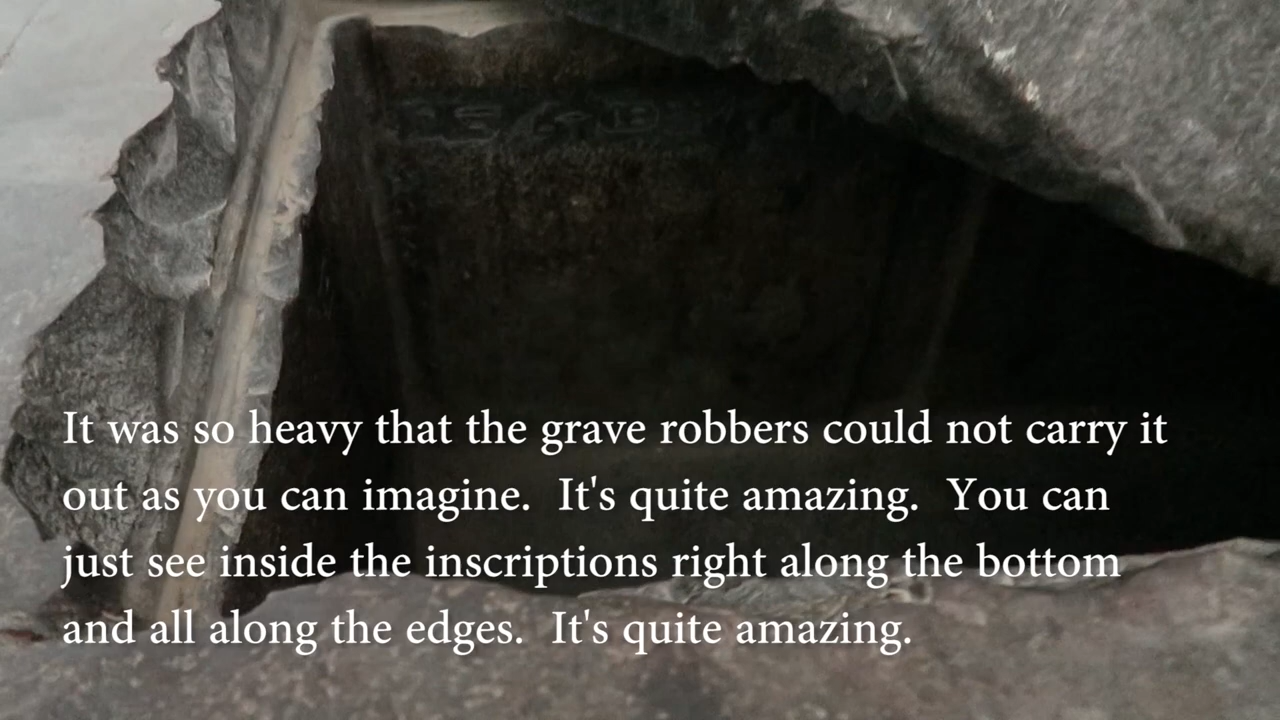 It was so heavy that the grave robbers could not carry it
out as you can imagine.  It's quite amazing.  You can
just see inside the inscriptions right along the bottom
and all along the edges.  It's quite amazing.